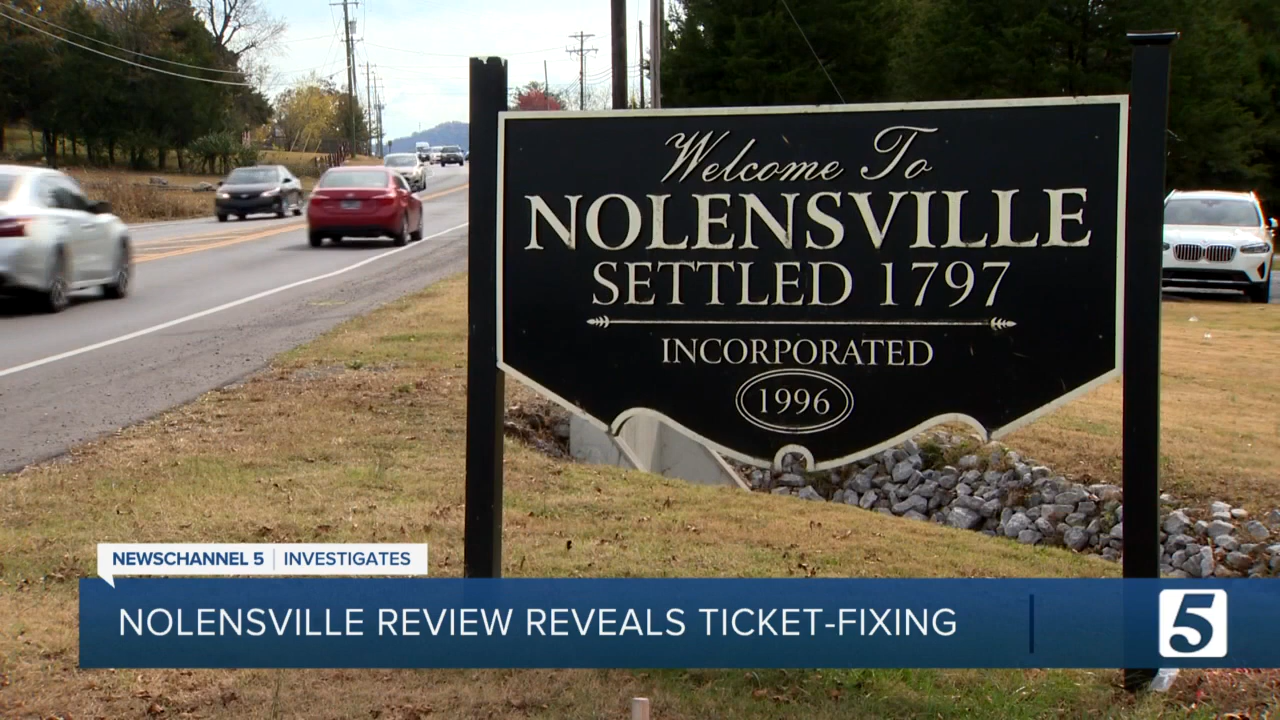 Welcome To
NOLENSVILLE
SETTLED 1797
INCORPORATED
1996
NEWSCHANNEL 5 | INVESTIGATES
NOLENSVILLE REVIEW REVEALS TICKET-FIXING
5